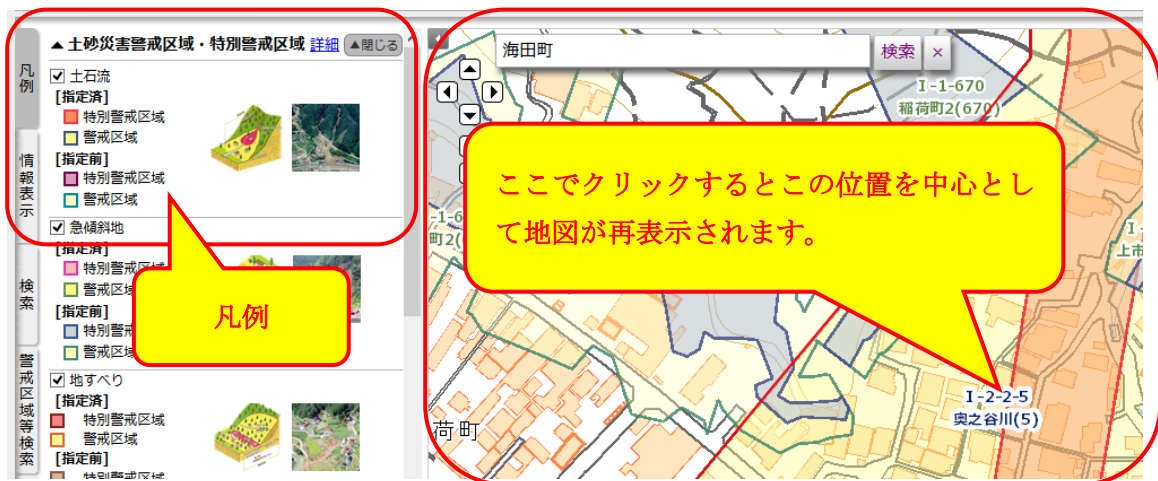 凡例
情報表示
検索
警戒区域等検索
▲土砂災害警戒区域・特別警戒区域 詳細 ▲閉じる
土石流
[指定済]
特別警戒区域
警戒区域
[指定前]
特別警戒区域
警戒区域
急傾斜地
[指定済]
特別警戒区域
警戒区域
[指定前]
特別警戒
警戒区域
凡例
地すべり
[指定済]
特別警戒区域
警戒区域
[指定前]
特別警戒区域
海田町 検索 ×
I-1-670
稲荷町2(670)
ここでクリックするとこの位置を中心とし
て地図が再表示されます。
町2(
上市
I-2-2-5
奥之谷川(5)
荷町